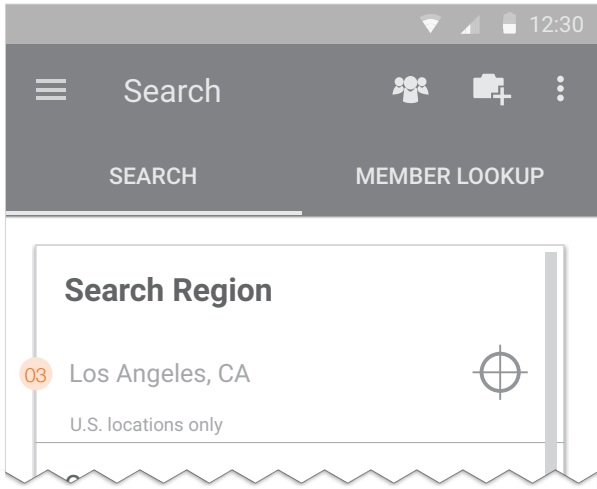 12:30
Search
SEARCH MEMBER LOOKUP
Search Region
03 Los Angeles, CA
U.S. locations only